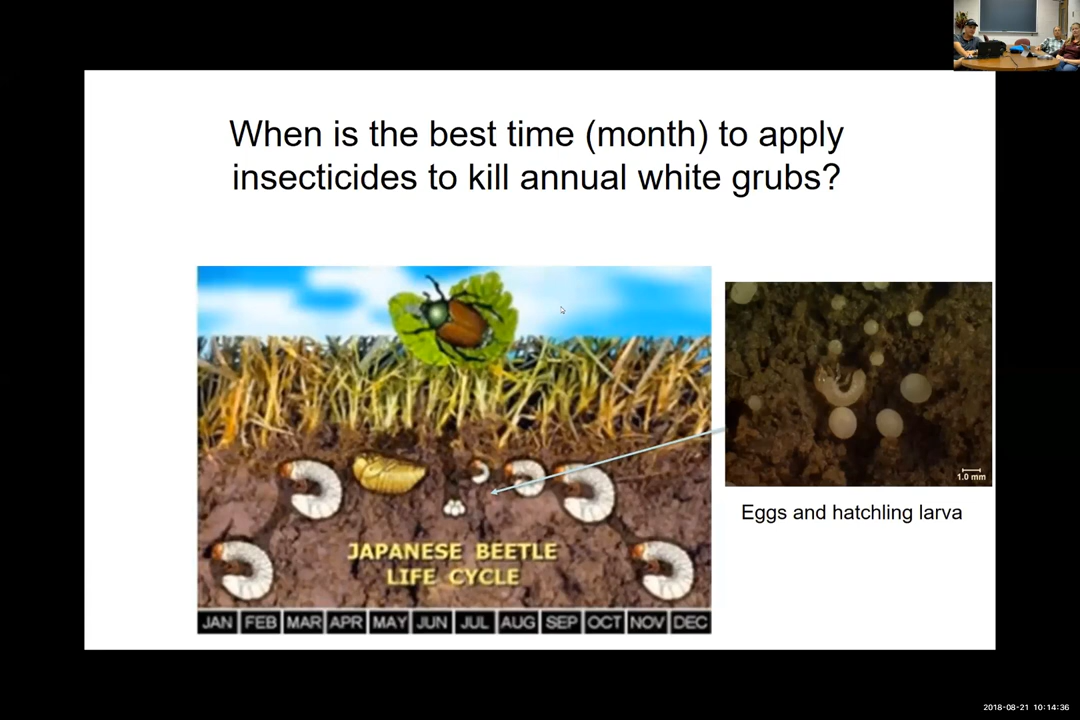 When is the best time (month) to apply
insecticides to kill annual white grubs?
1.0 mm
Eggs and hatchling larva
JAPANESE BEETLE
LIFE CYCLE
JAN FEB MAR APR MAY JUN JUL AUG SEP OCT NOV DEC
2018-08-21 10:14:36